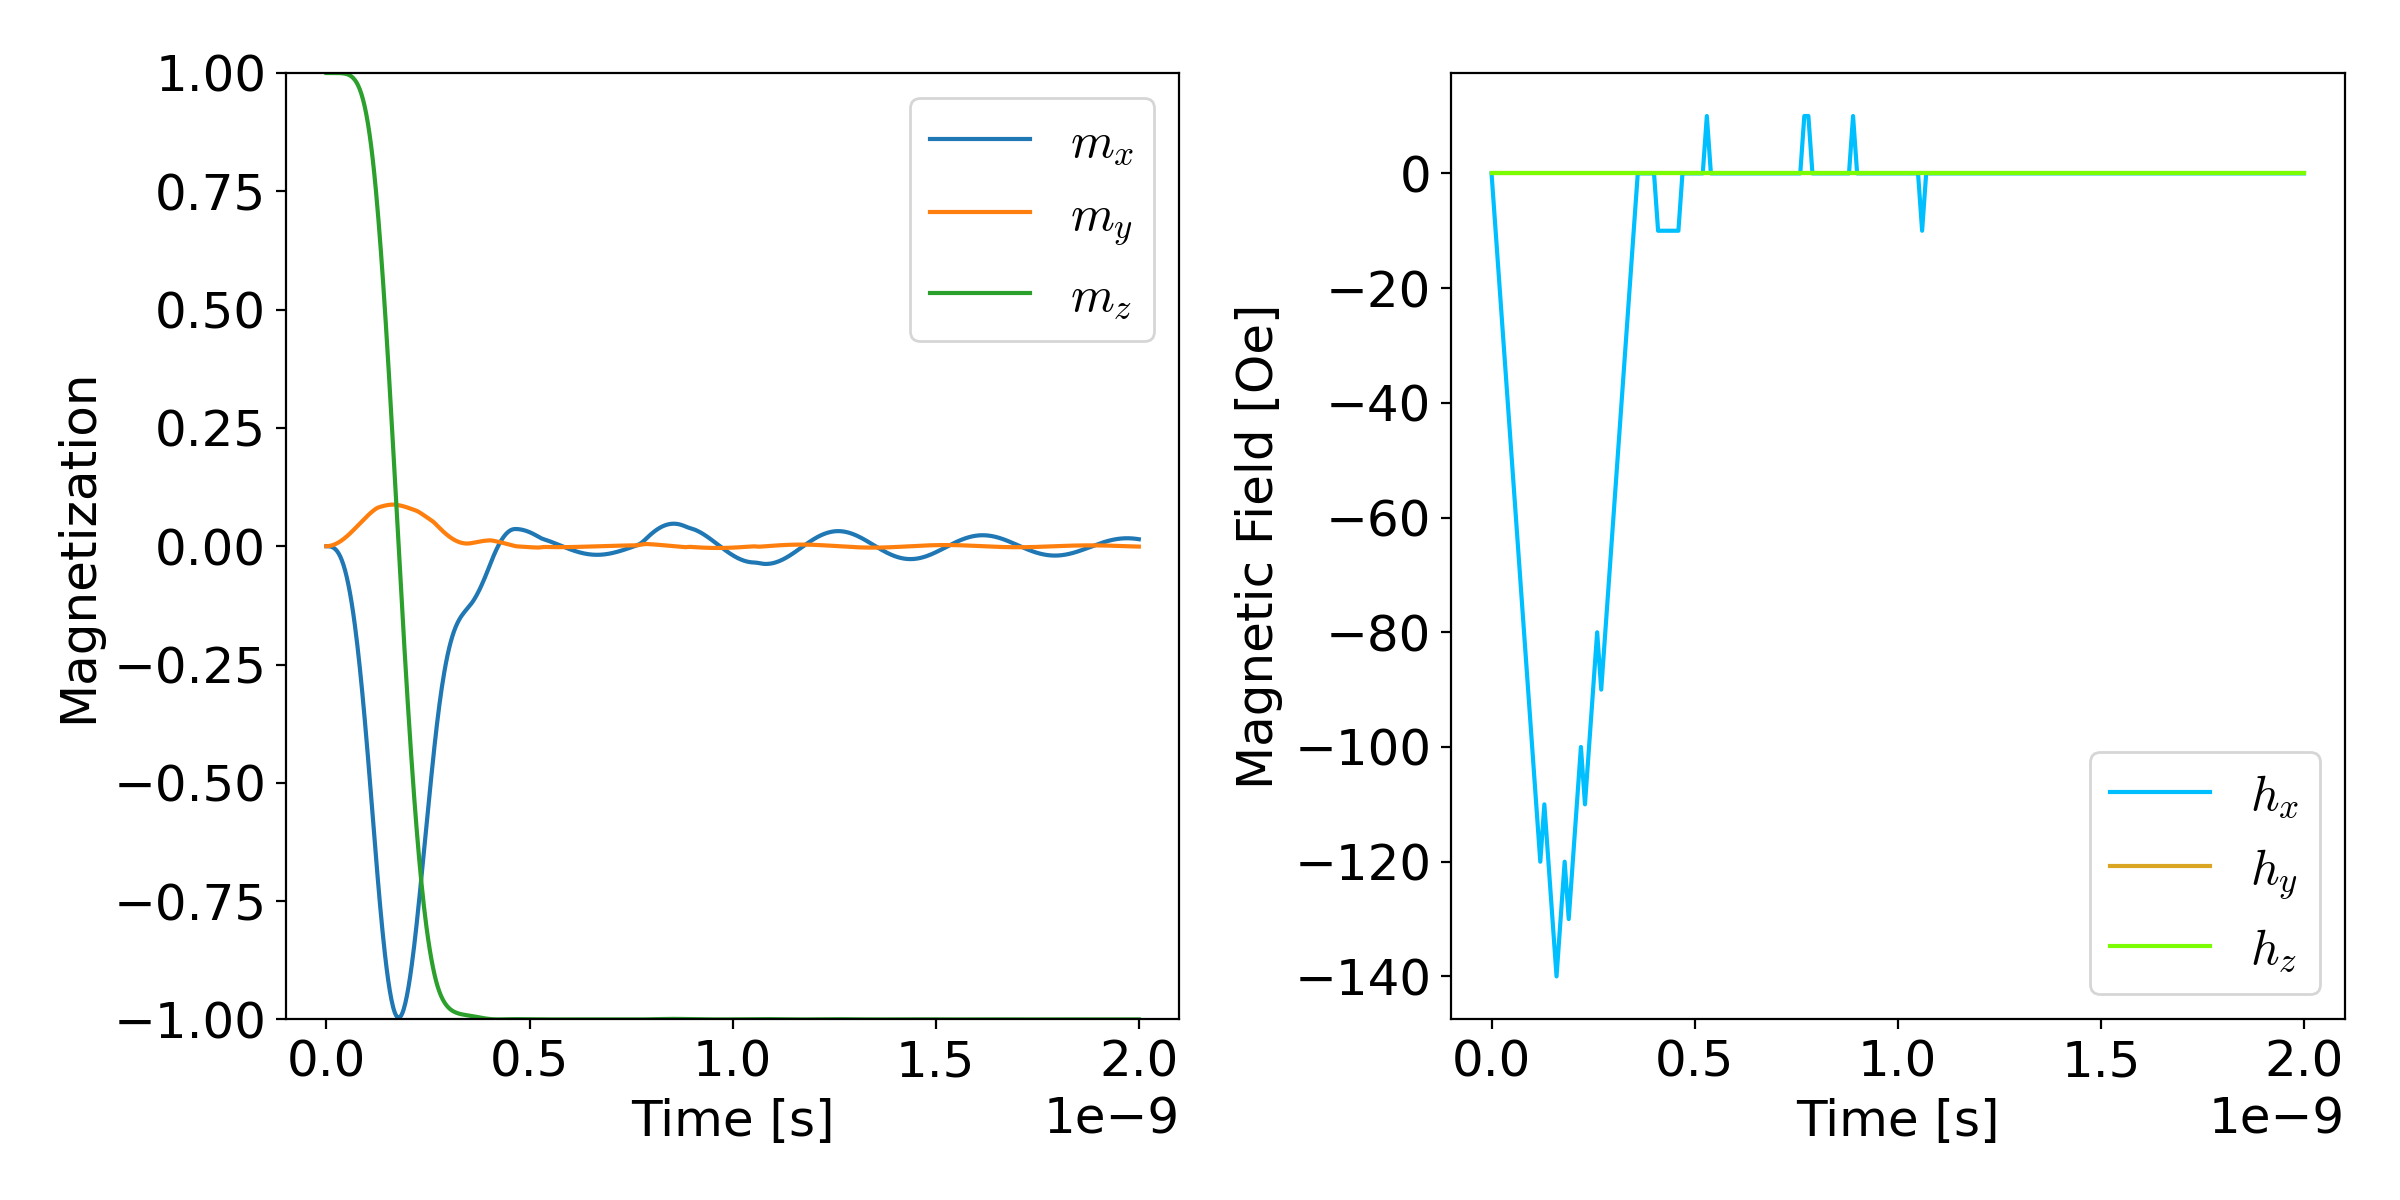 Magnetization
1.00
0.75
0.50
0.25
0.00
−0.25
−0.50
−0.75
−1.00
0.0 0.5 1.0 1.5 2.0
Time [s]
1e−9
m_x
m_y
m_z
Magnetic Field [Oe]
0
−20
−40
−60
−80
−100
−120
−140
0.0 0.5 1.0 1.5 2.0
Time [s]
1e−9
h_x
h_y
h_z